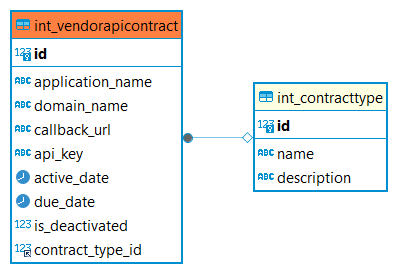 int_vendorapicontract
123 id
ABC application_name
ABC domain_name
ABC callback_url
ABC api_key
active_date
due_date
123 is_deactivated
123 contract_type_id
int_contracttype
123 id
ABC name
ABC description